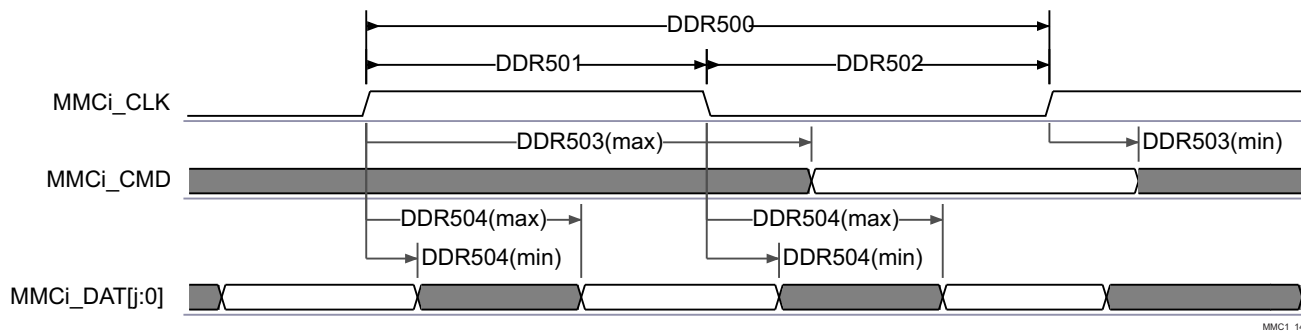 DDR500
DDR501 DDR502
MMCi_CLK
DDR503(max) DDR503(min)
MMCi_CMD
DDR504(max) DDR504(max)
DDR504(min) DDR504(min)
MMCi_DAT[j:0]